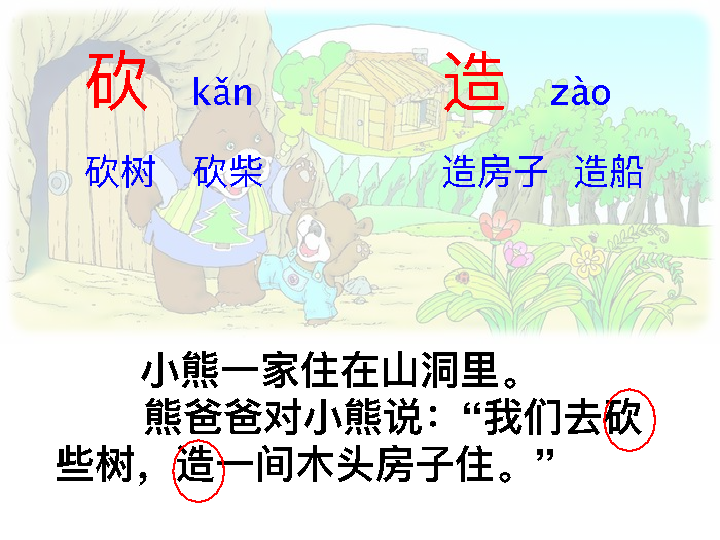 砍 kǎn 造 zào
砍树 砍柴 造房子 造船
小熊一家住在山洞里。
熊爸爸对小熊说：“我们去砍
些树，造一间木头房子住。”